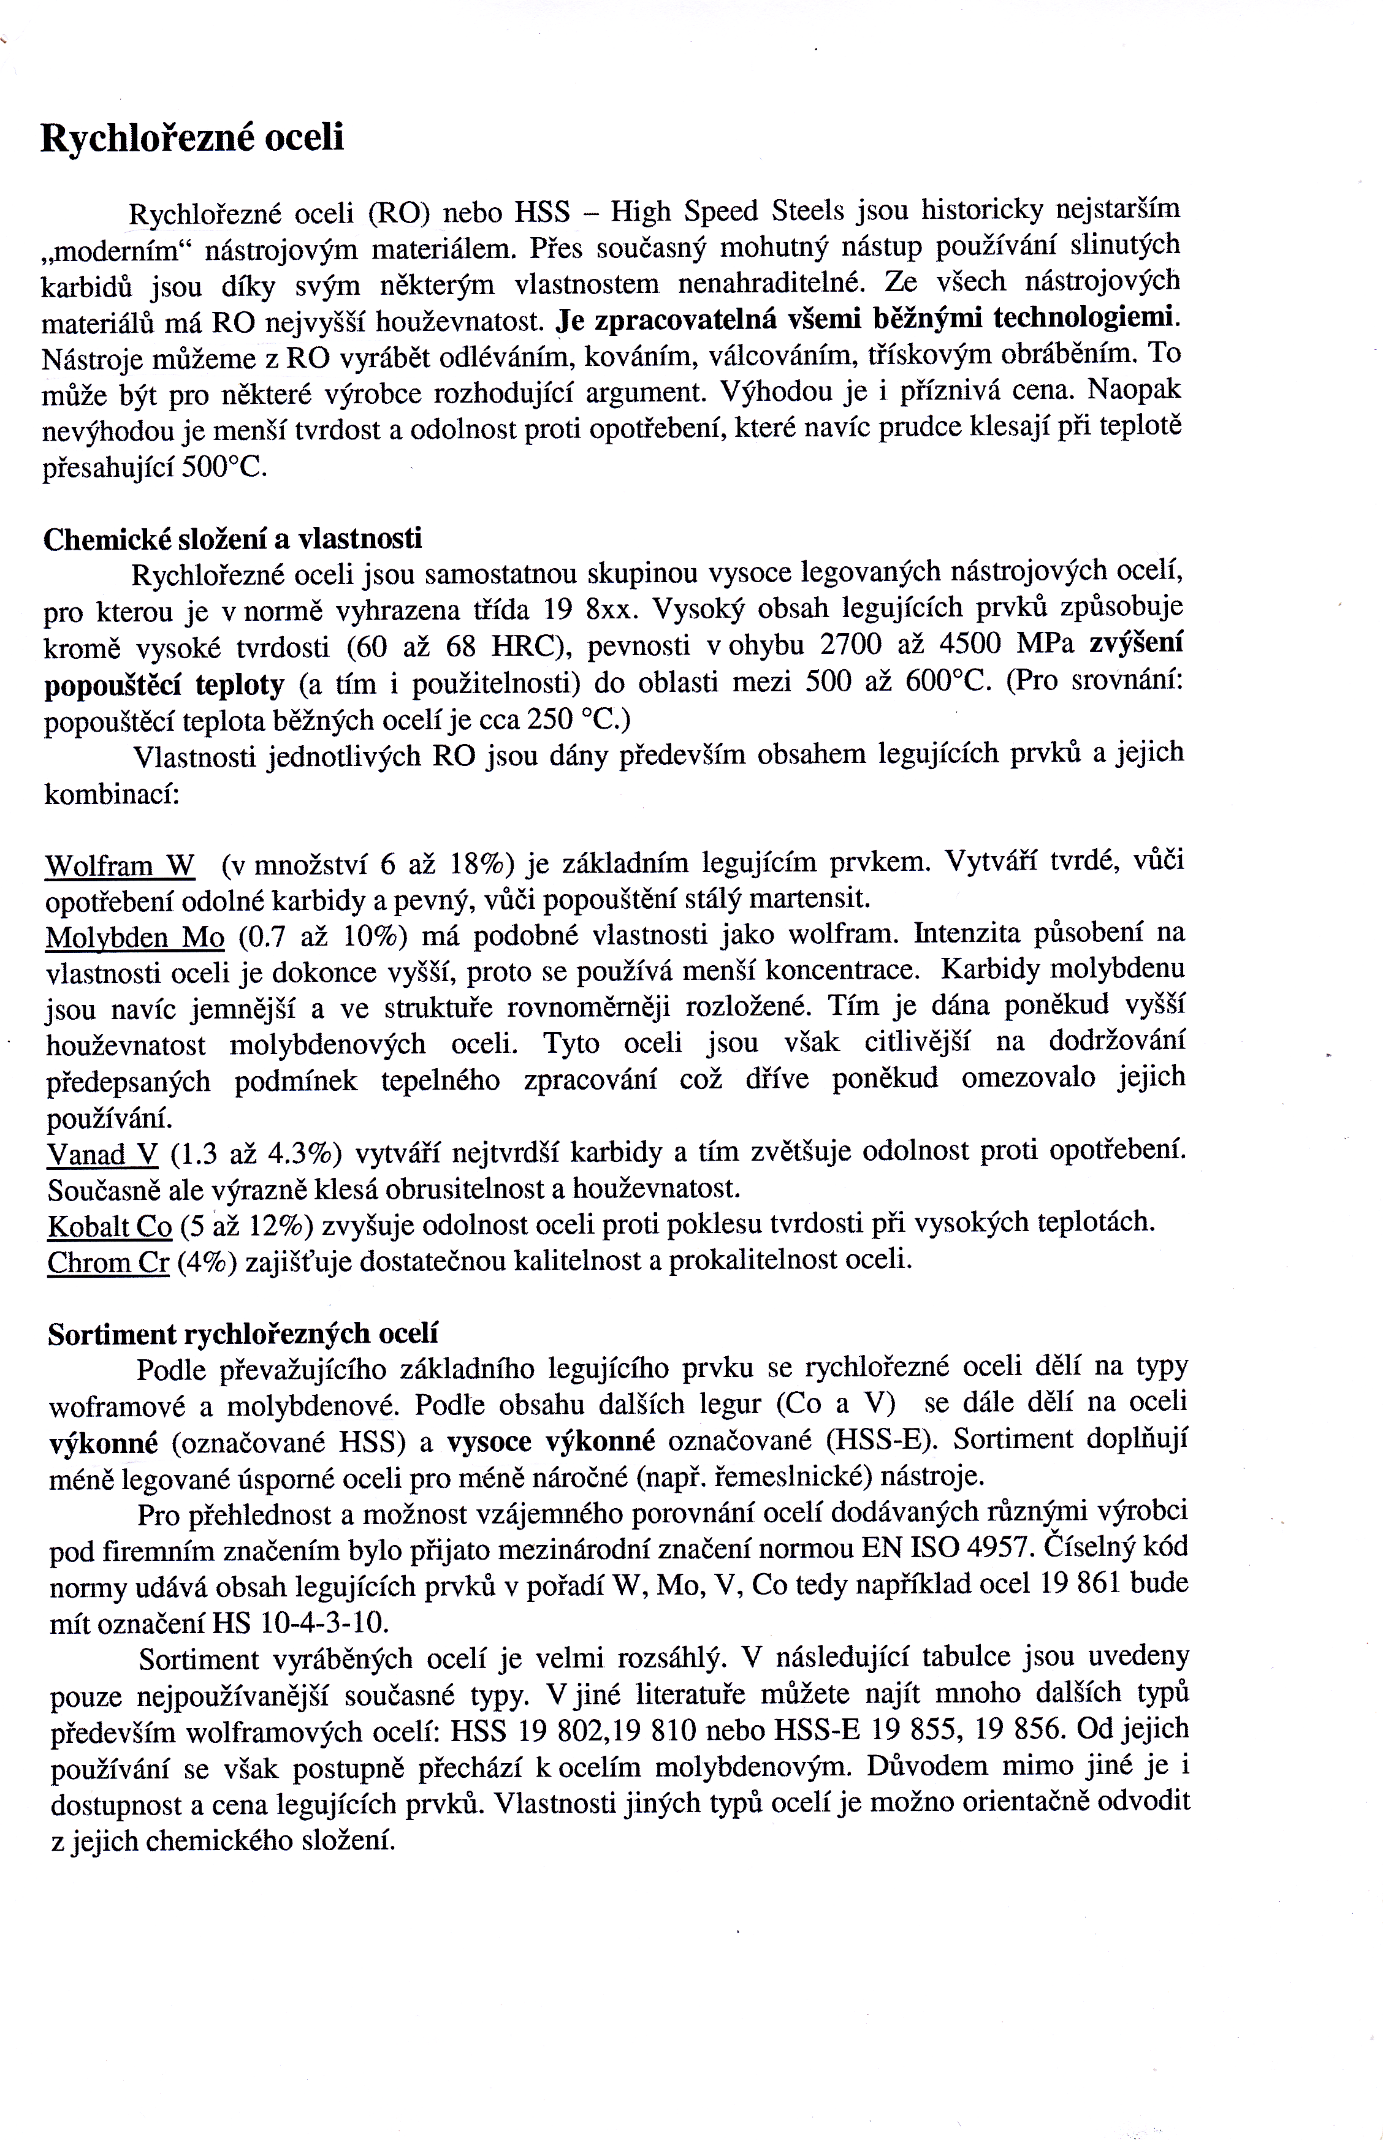 Rychlořezné oceli
Rychlořezné oceli (RO) nebo HSS – High Speed Steels jsou historicky nejstarším
„moderním“ nástrojovým materiálem. Přes současný mohutný nástup používání slinutých
karbidů jsou díky svým některým vlastnostem nenahraditelné. Ze všech nástrojových
materiálů má RO nejvyšší houževnatost. Je zpracovatelná všemi běžnými technologiemi.
Nástroje můžeme z RO vyrábět odléváním, kováním, válcováním, třískovým obráběním. To
může být pro některé výrobce rozhodující argument. Výhodou je i příznivá cena. Naopak
nevýhodou je menší tvrdost a odolnost proti opotřebení, které navíc prudce klesají při teplotě
přesahující 500°C.
Chemické složení a vlastnosti
Rychlořezné oceli jsou samostatnou skupinou vysoce legovaných nástrojových ocelí,
pro kterou je v normě vyhrazena třída 19 8xx. Vysoký obsah legujících prvků způsobuje
kromě vysoké tvrdosti (60 až 68 HRC), pevnosti v ohybu 2700 až 4500 MPa zvýšení
popouštěcí teploty (a tím i použitelnosti) do oblasti mezi 500 až 600°C. (Pro srovnání:
popouštěcí teplota běžných ocelí je cca 250 °C.)
Vlastnosti jednotlivých RO jsou dány především obsahem legujících prvků a jejich
kombinací:
Wolfram W (v množství 6 až 18%) je základním legujícím prvkem. Vytváří tvrdé, vůči
opotřebení odolné karbidy a pevný, vůči popouštění stálý martensit.
Molybden Mo (0.7 až 10%) má podobné vlastnosti jako wolfram. Intenzita působení na
vlastnosti oceli je dokonce vyšší, proto se používá menší koncentrace. Karbidy molybdenu
jsou navíc jemnější a ve struktuře rovnoměrněji rozložené. Tím je dána poněkud vyšší
houževnatost molybdenových oceli. Tyto oceli jsou však citlivější na dodržování
předepsaných podmínek tepelného zpracování což dříve poněkud omezovalo jejich
používání.
Vanad V (1.3 až 4.3%) vytváří nejtvrdší karbidy a tím zvětšuje odolnost proti opotřebení.
Současně ale výrazně klesá obrusitelnost a houževnatost.
Kobalt Co (5 až 12%) zvyšuje odolnost oceli proti poklesu tvrdosti při vysokých teplotách.
Chrom Cr (4%) zajišťuje dostatečnou kalitelnost a prokalitelnost oceli.
Sortiment rychlořezných ocelí
Podle převažujícího základního legujícího prvku se rychlořezné oceli dělí na typy
woframové a molybdenové. Podle obsahu dalších legur (Co a V) se dále dělí na oceli
výkonné (označované HSS) a vysoce výkonné označované (HSS-E). Sortiment doplňují
méně legované úsporné oceli pro méně náročné (např. řemeslnické) nástroje.
Pro přehlednost a možnost vzájemného porovnání ocelí dodávaných různými výrobci
pod firemním značením bylo přijato mezinárodní značení normou EN ISO 4957. Číselný kód
normy udává obsah legujících prvků v pořadí W, Mo, V, Co tedy například ocel 19 861 bude
mít označení HS 10-4-3-10.
Sortiment vyráběných ocelí je velmi rozsáhlý. V následující tabulce jsou uvedeny
pouze nejpoužívanější současné typy. V jiné literatuře můžete najít mnoho dalších typů
především wolframových ocelí: HSS 19 802,19 810 nebo HSS-E 19 855, 19 856. Od jejich
používání se však postupně přechází k ocelím molybdenovým. Důvodem mimo jiné je i
dostupnost a cena legujících prvků. Vlastnosti jiných typů ocelí je možno orientačně odvodit
z jejich chemického složení.